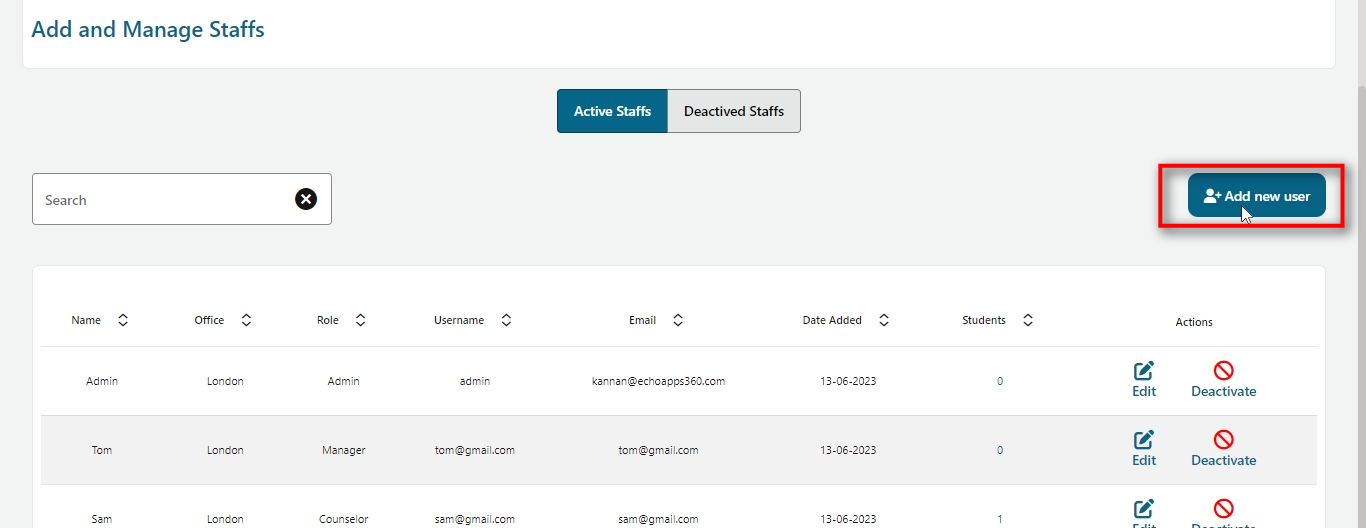 Add and Manage Staffs
Active Staffs Deactived Staffs
Search
Add new user
Name Office Role Username Email Date Added Students Actions
Admin London Admin admin kannan@echoapps360.com 13-06-2023 0 Edit Deactivate
Tom London Manager tom@gmail.com tom@gmail.com 13-06-2023 0 Edit Deactivate
Sam London Counselor sam@gmail.com sam@gmail.com 13-06-2023 1 Edit Deactivate